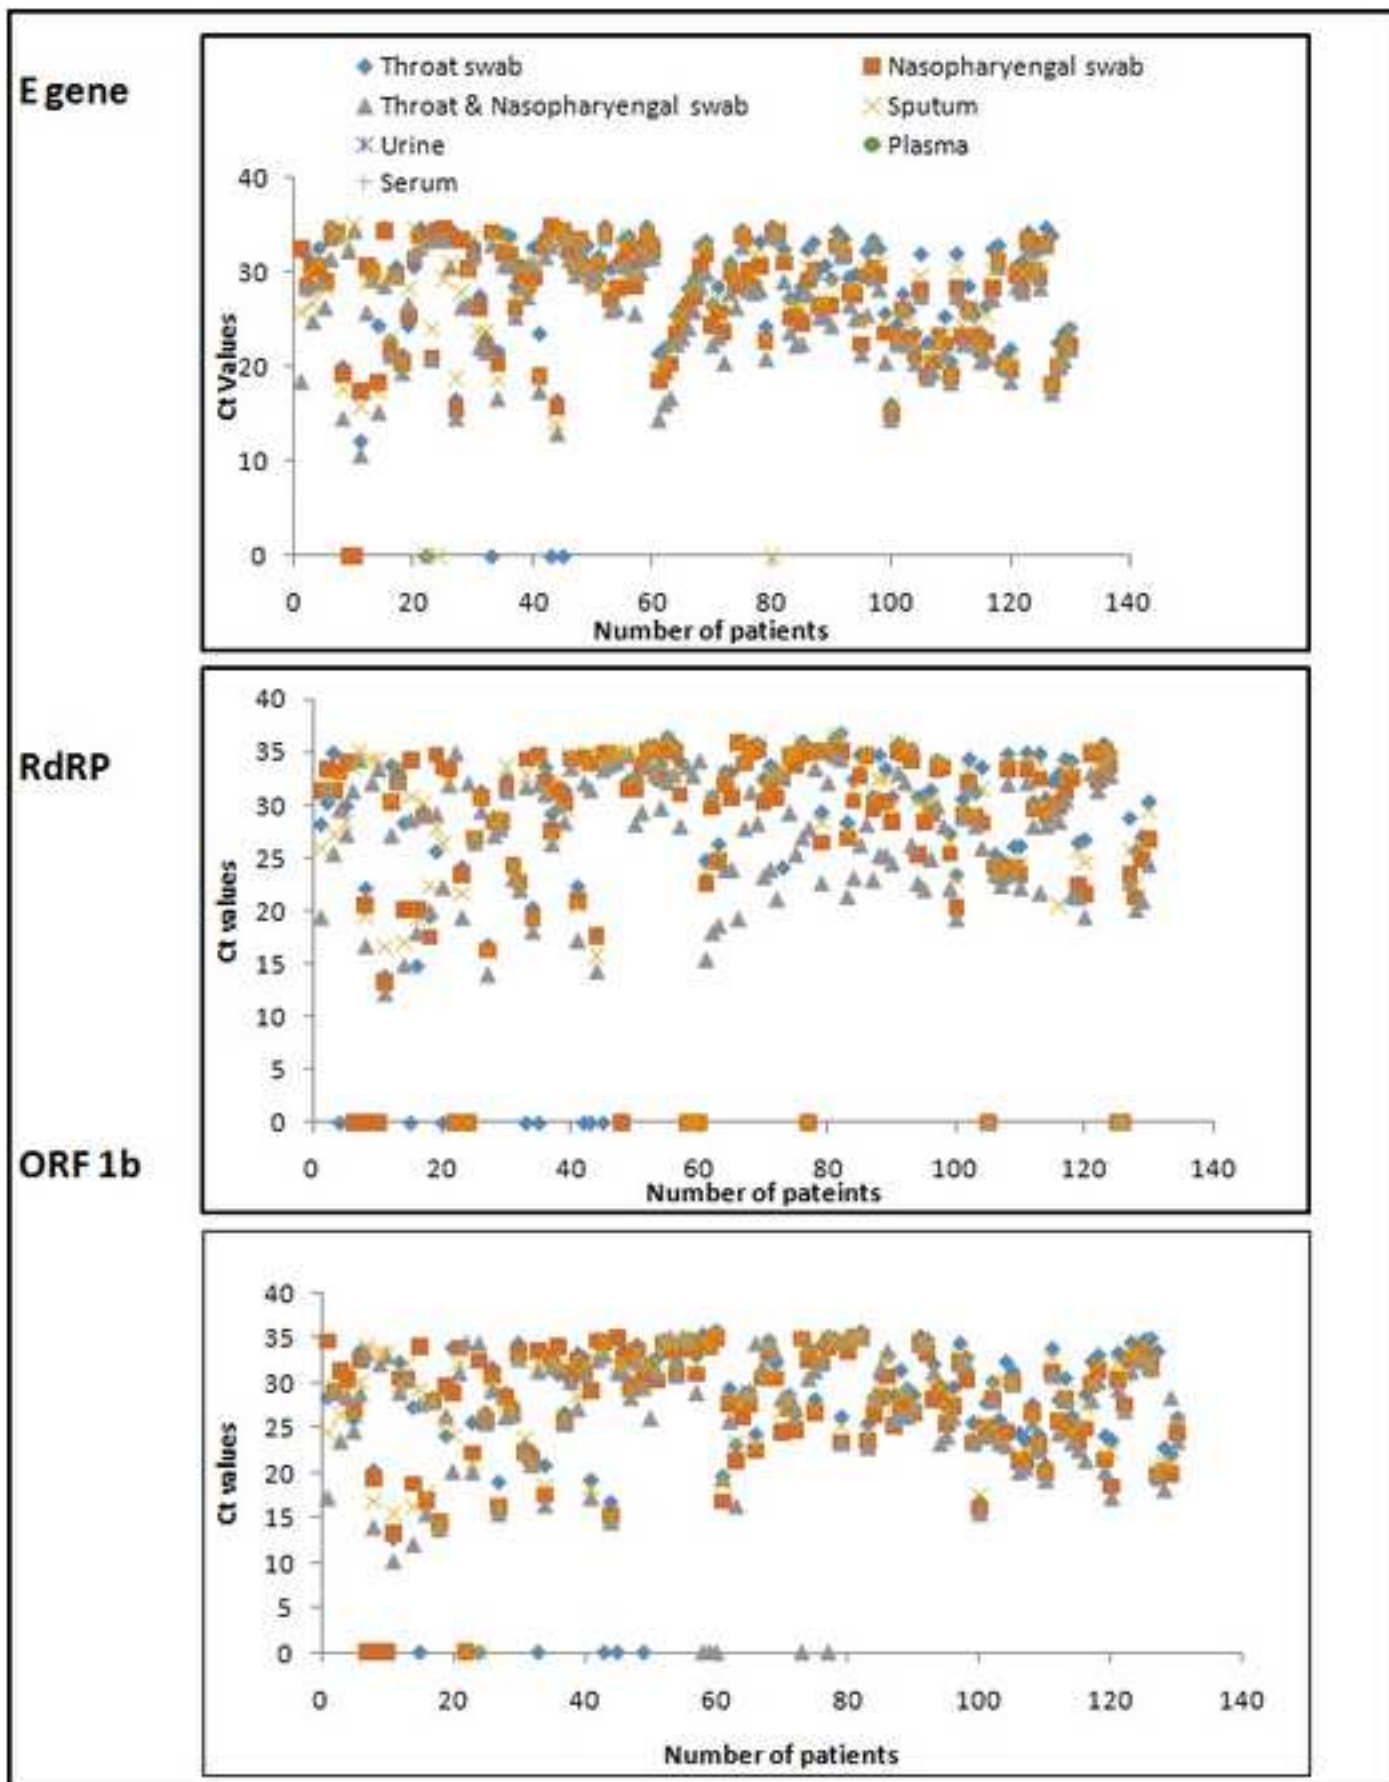 E gene
Throat swab
Nasopharyengal swab
Throat & Nasopharyengal swab
Sputum
Urine
Plasma
Serum
40
30
20
10
0
Ct Values
0 20 40 60 80 100 120 140
Number of patients
RdRP
40
35
30
25
20
15
10
5
0
Ct values
0 20 40 60 80 100 120 140
Number of pateints
ORF 1b
40
35
30
25
20
15
10
5
0
Ct values
0 20 40 60 80 100 120 140
Number of patients